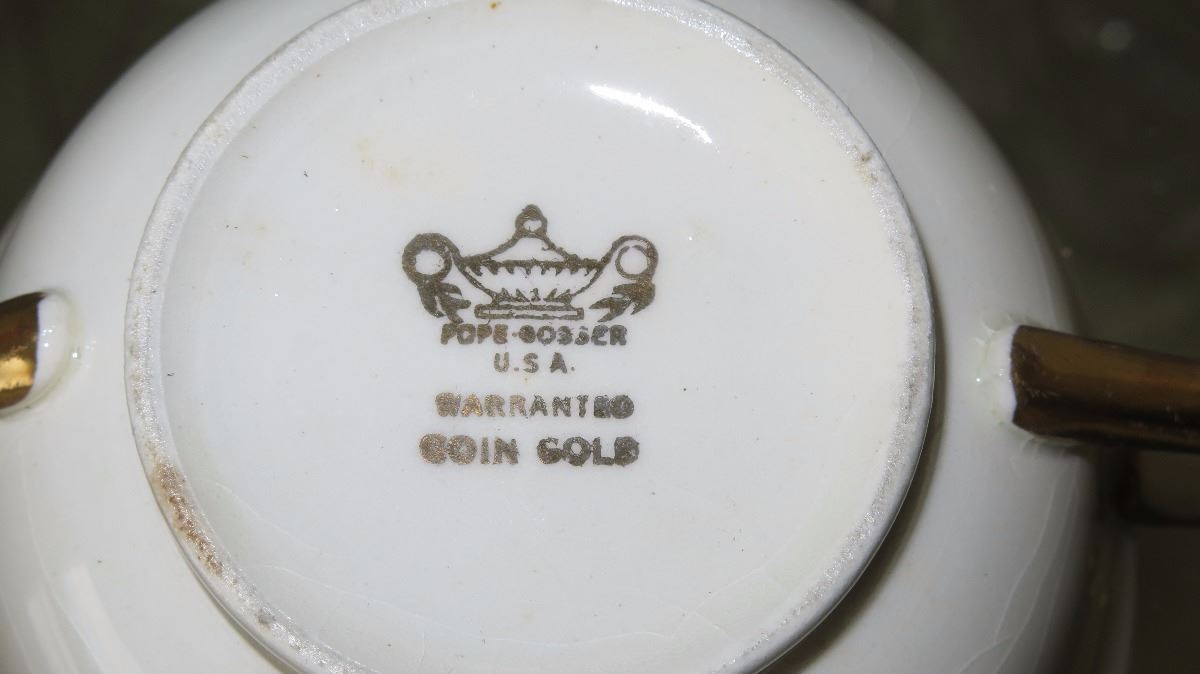 POPE-GOSSER
U.S.A.
WARRANTED
COIN GOLD